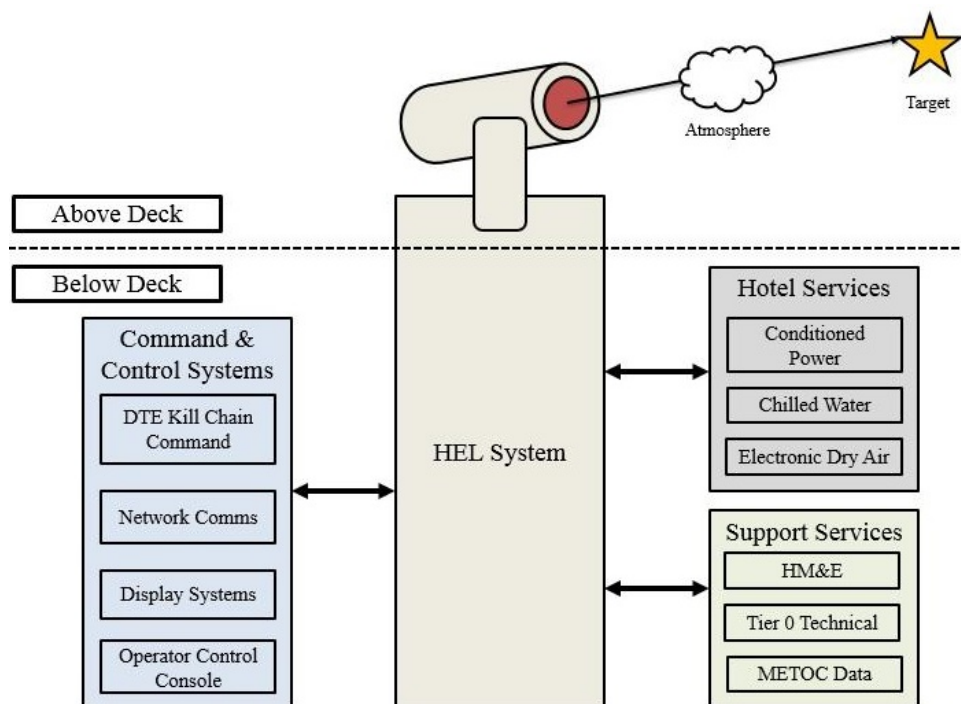 Target
Atmosphere
Above Deck
Below Deck
Command &
Control Systems
DTE Kill Chain
Command
Network Comms
Display Systems
Operator Control
Console
HEL System
Hotel Services
Conditioned
Power
Chilled Water
Electronic Dry Air
Support Services
HM&E
Tier 0 Technical
METOC Data